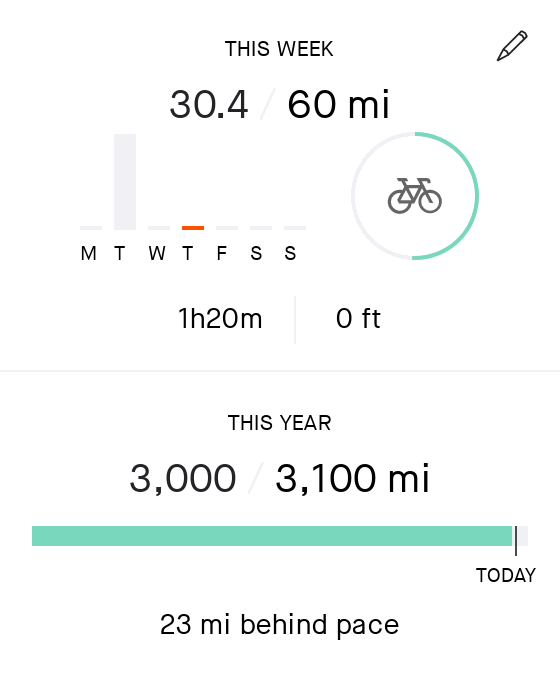 THIS WEEK
30.4 / 60 mi
M T W T F S S
1h20m 0 ft
THIS YEAR
3,000 / 3,100 mi
TODAY
23 mi behind pace